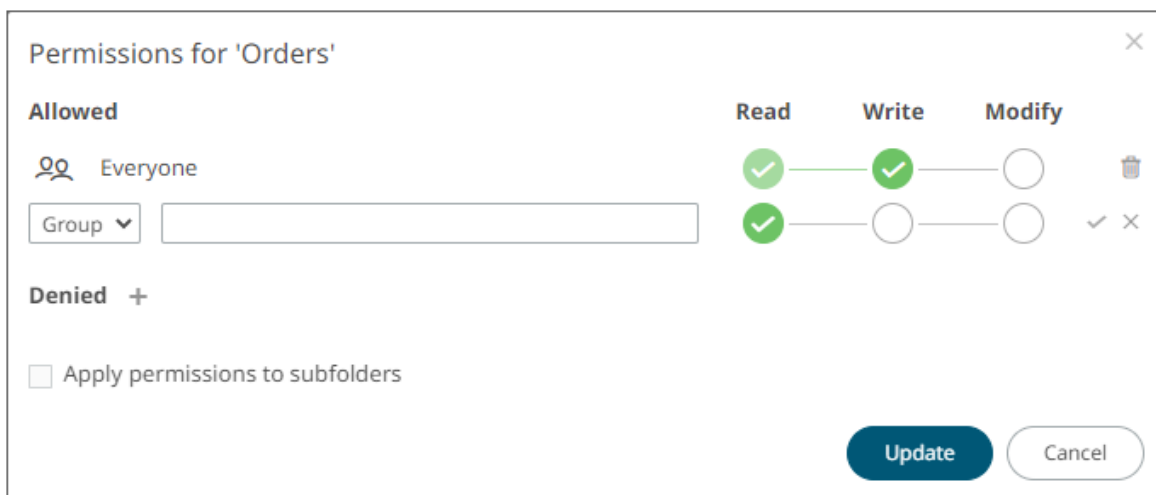 Permissions for 'Orders'
Allowed Read Write Modify
Everyone
Group
Denied +
Apply permissions to subfolders
Update Cancel